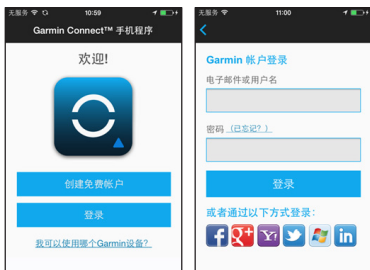 无服务 10:59
Garmin Connect™ 手机程序
欢迎!
创建免费帐户
登录
我可以使用哪个Garmin设备?
无服务 11:00
Garmin 帐户登录
电子邮件或用户名
密码 (已忘记? )
登录
或者通过以下方式登录:
f g+ Y! in